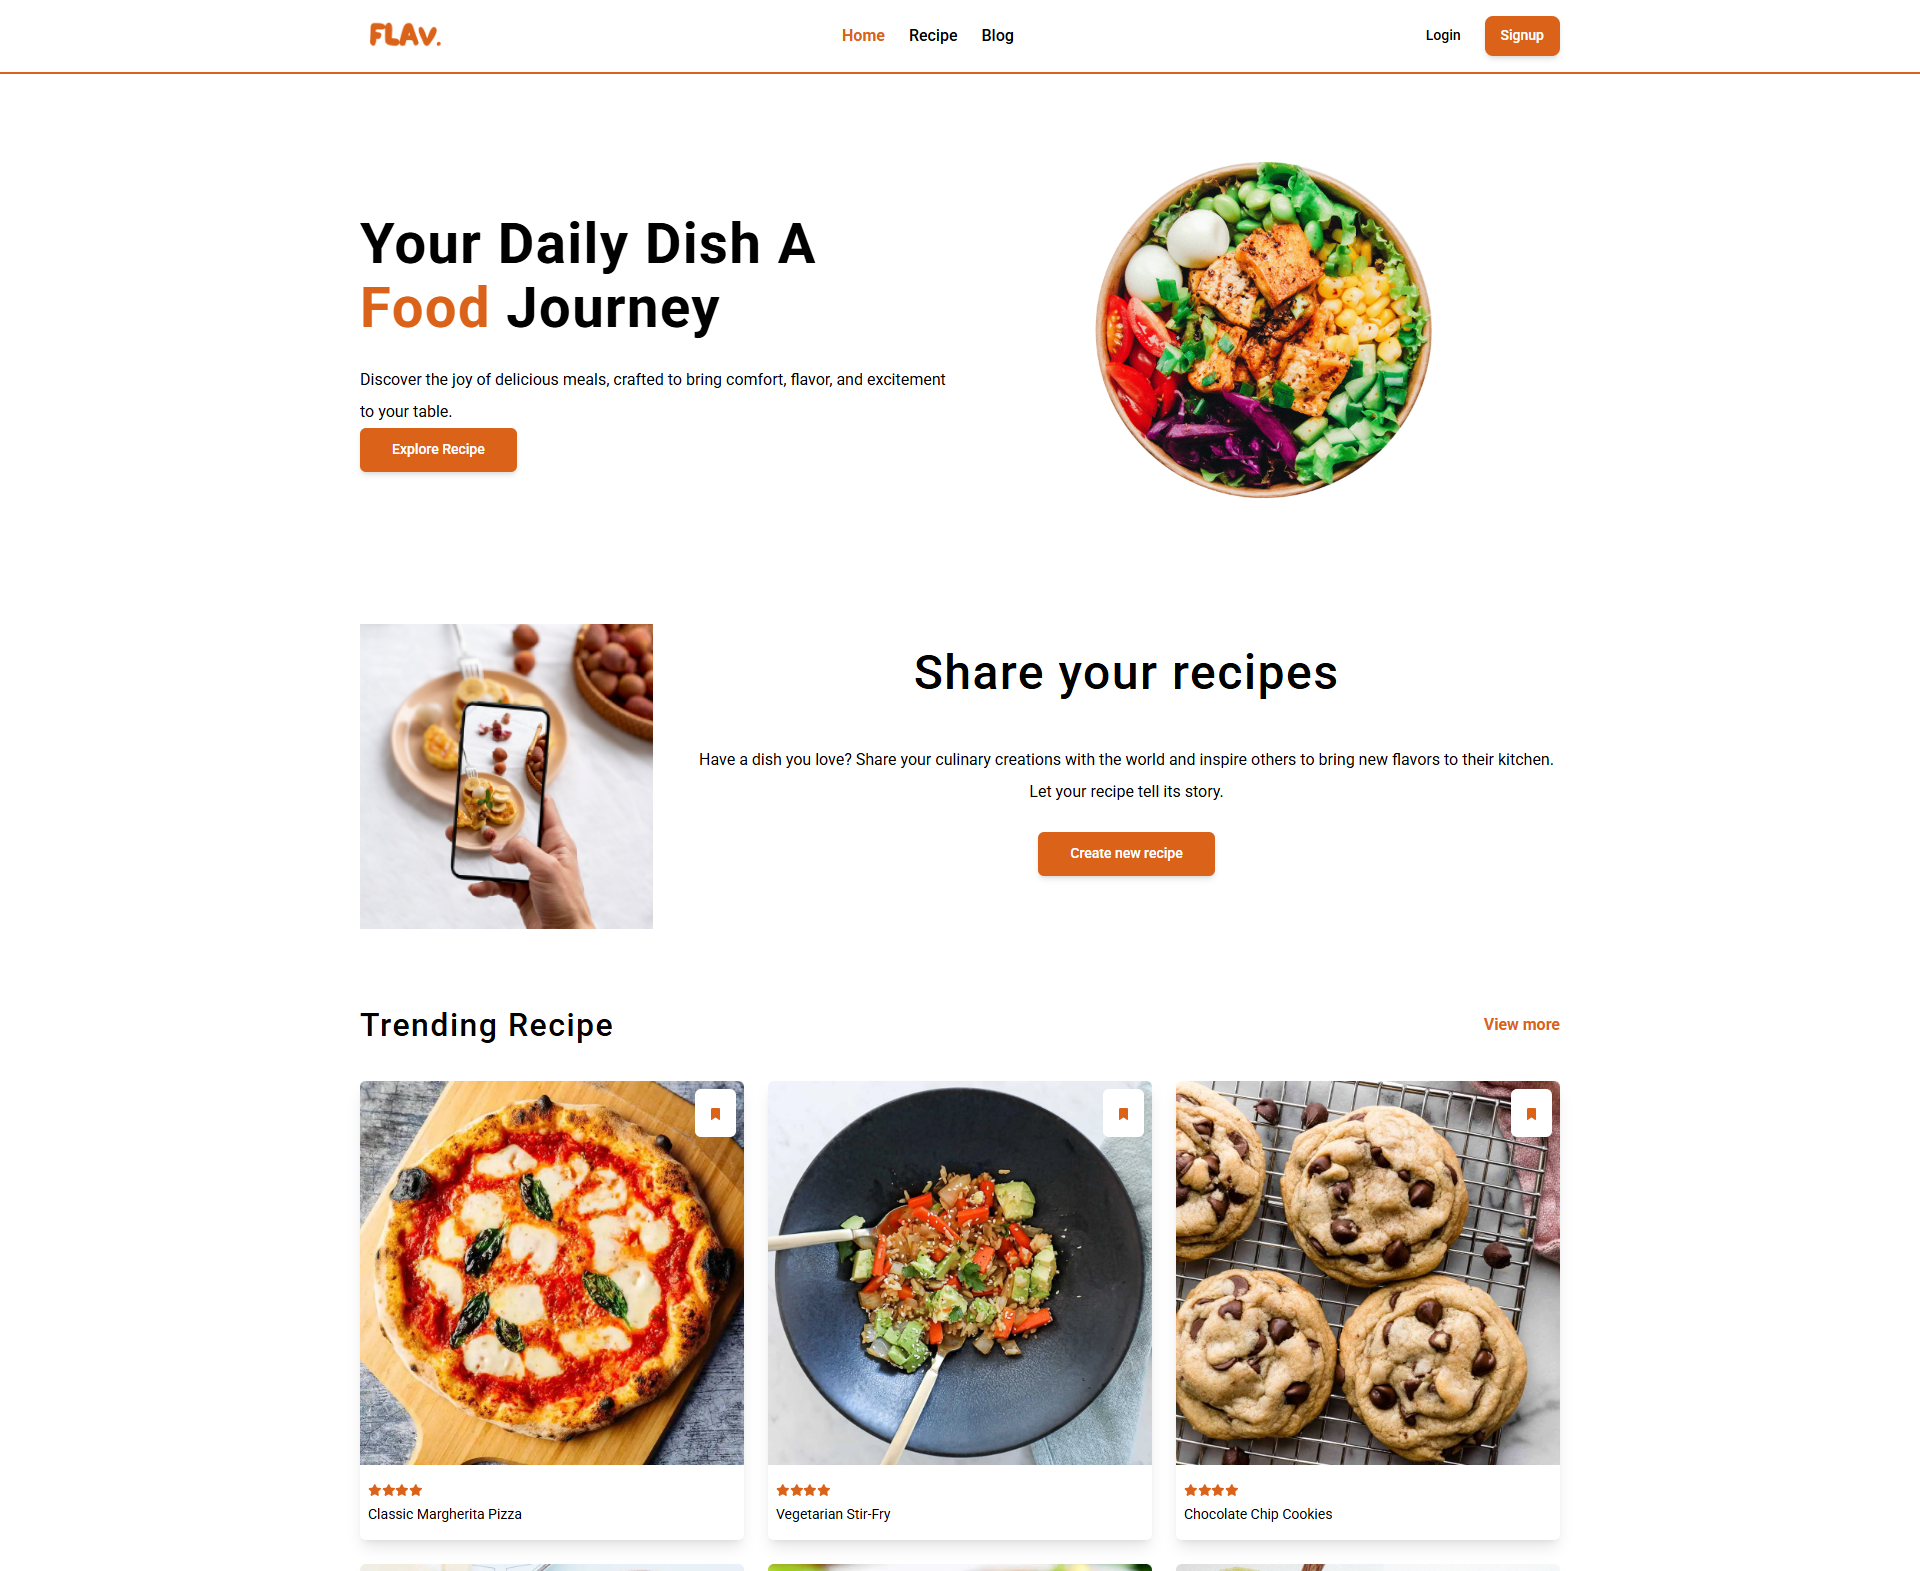 FLAV.
Home Recipe Blog
Login Signup
Your Daily Dish A
Food Journey
Discover the joy of delicious meals, crafted to bring comfort, flavor, and excitement
to your table.
Explore Recipe
Share your recipes
Have a dish you love? Share your culinary creations with the world and inspire others to bring new flavors to their kitchen.
Let your recipe tell its story.
Create new recipe
Trending Recipe
View more
Classic Margherita Pizza
Vegetarian Stir-Fry
Chocolate Chip Cookies